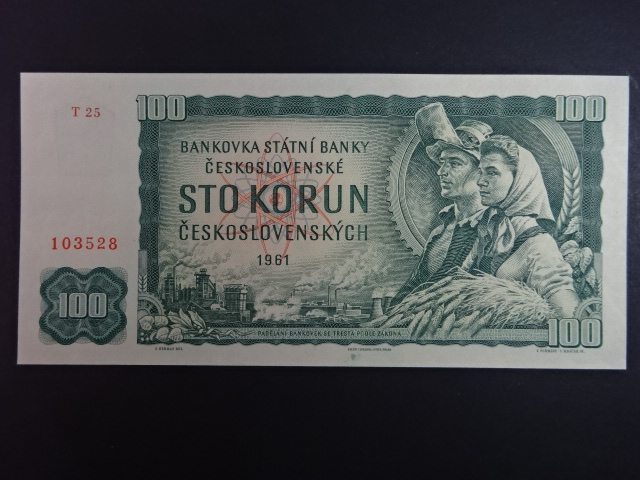 T 25
100
100
BANKOVKA STÁTNÍ BANKY
ČESKOSLOVENSKÉ
STO KORUN
ČESKOSLOVENSKÝCH
1961
103528
100
100
PADĚLÁNÍ BANKOVEK SE TRESTÁ PODLE ZÁKONA